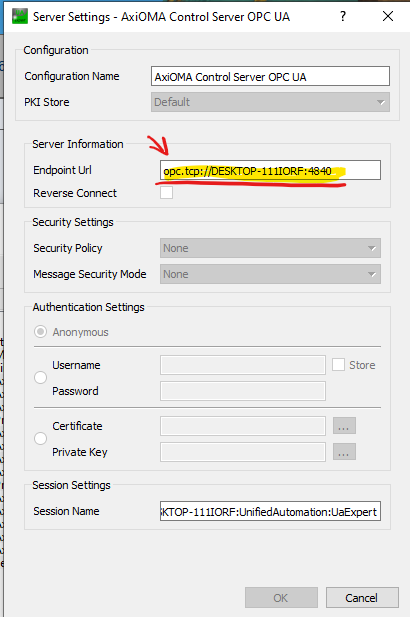 Server Settings - AxiOMA Control Server OPC UA ? ×
Configuration
Configuration Name AxiOMA Control Server OPC UA
PKI Store Default
Server Information
Endpoint Url opc.tcp://DESKTOP-111IORF:4840
Reverse Connect
Security Settings
Security Policy None
Message Security Mode None
Authentication Settings
Anonymous
Username Store
Password
Certificate ...
Private Key ...
Session Settings
Session Name SKTOP-111IORF:UnifiedAutomation:UaExpert
OK Cancel